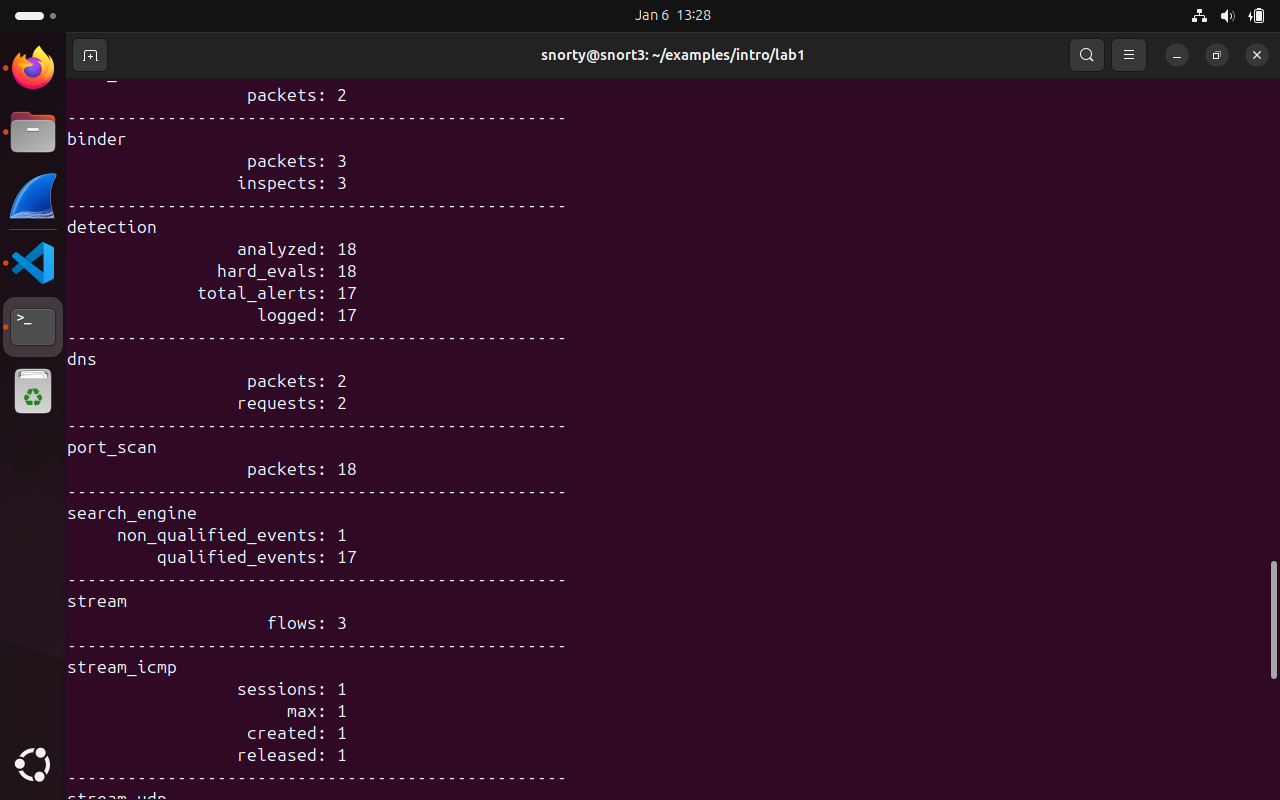 Jan 6 13:28
snorty@snort3: ~/examples/intro/lab1
packets: 2
--------------------------------------------------
binder
packets: 3
inspects: 3
--------------------------------------------------
detection
analyzed: 18
hard_evals: 18
total_alerts: 17
logged: 17
--------------------------------------------------
dns
packets: 2
requests: 2
--------------------------------------------------
port_scan
packets: 18
--------------------------------------------------
search_engine
non_qualified_events: 1
qualified_events: 17
--------------------------------------------------
stream
flows: 3
--------------------------------------------------
stream_icmp
sessions: 1
max: 1
created: 1
released: 1
--------------------------------------------------
stream_udp